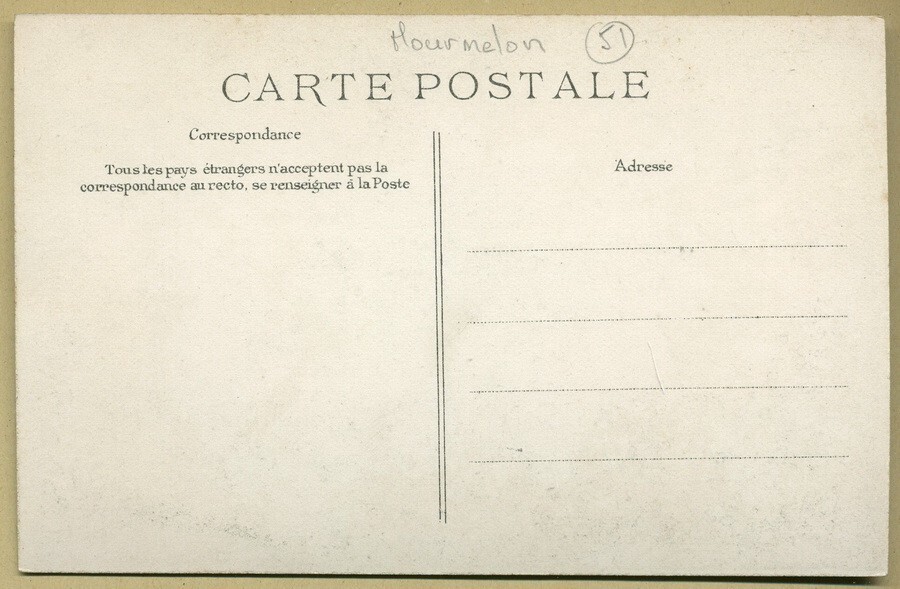 Mourmelon 51
CARTE POSTALE
Correspondance
Tous les pays étrangers n'acceptent pas la
correspondance au recto, se renseigner à la Poste
Adresse